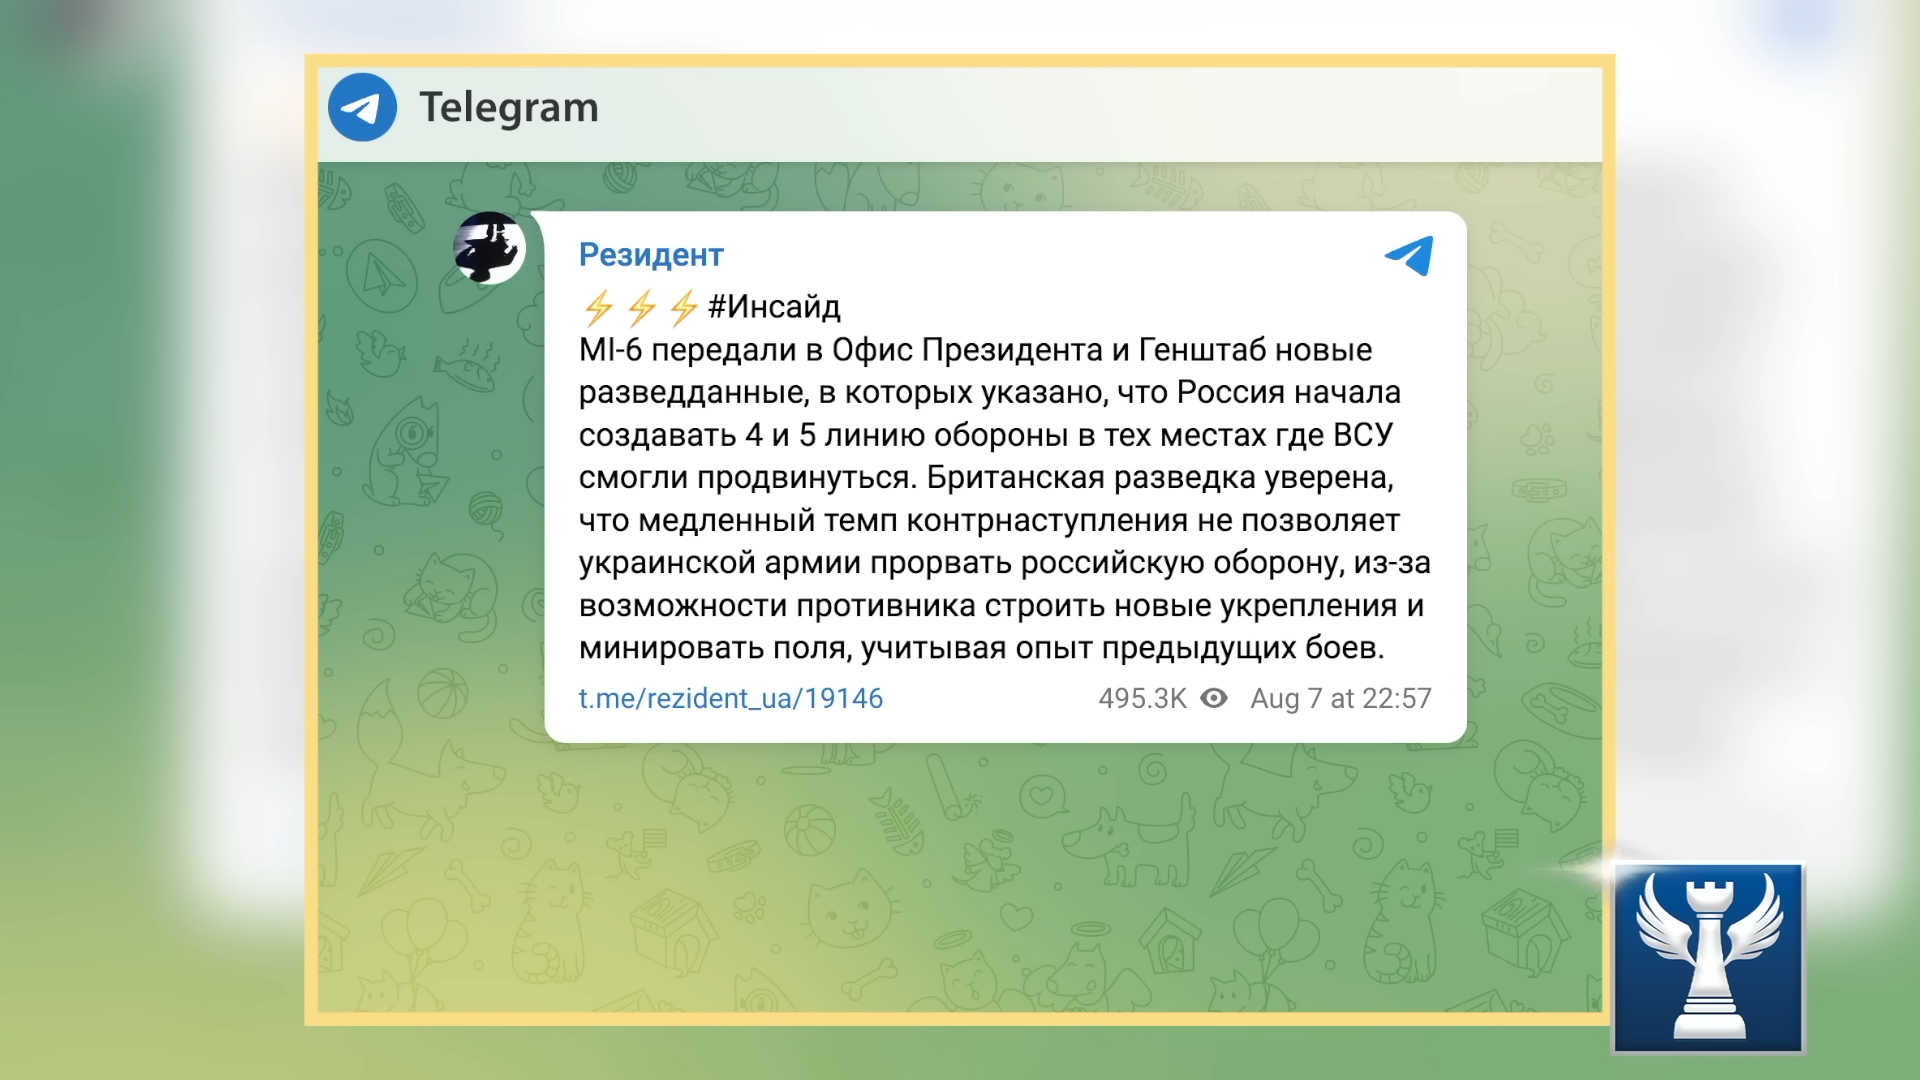 Telegram
Резидент
⚡⚡⚡#Инсайд
MI-6 передали в Офис Президента и Генштаб новые
разведданные, в которых указано, что Россия начала
создавать 4 и 5 линию обороны в тех местах где ВСУ
смогли продвинуться. Британская разведка уверена,
что медленный темп контрнаступления не позволяет
украинской армии прорвать российскую оборону, из-за
возможности противника строить новые укрепления и
минировать поля, учитывая опыт предыдущих боев.
t.me/rezident_ua/19146 495.3K Aug 7 at 22:57